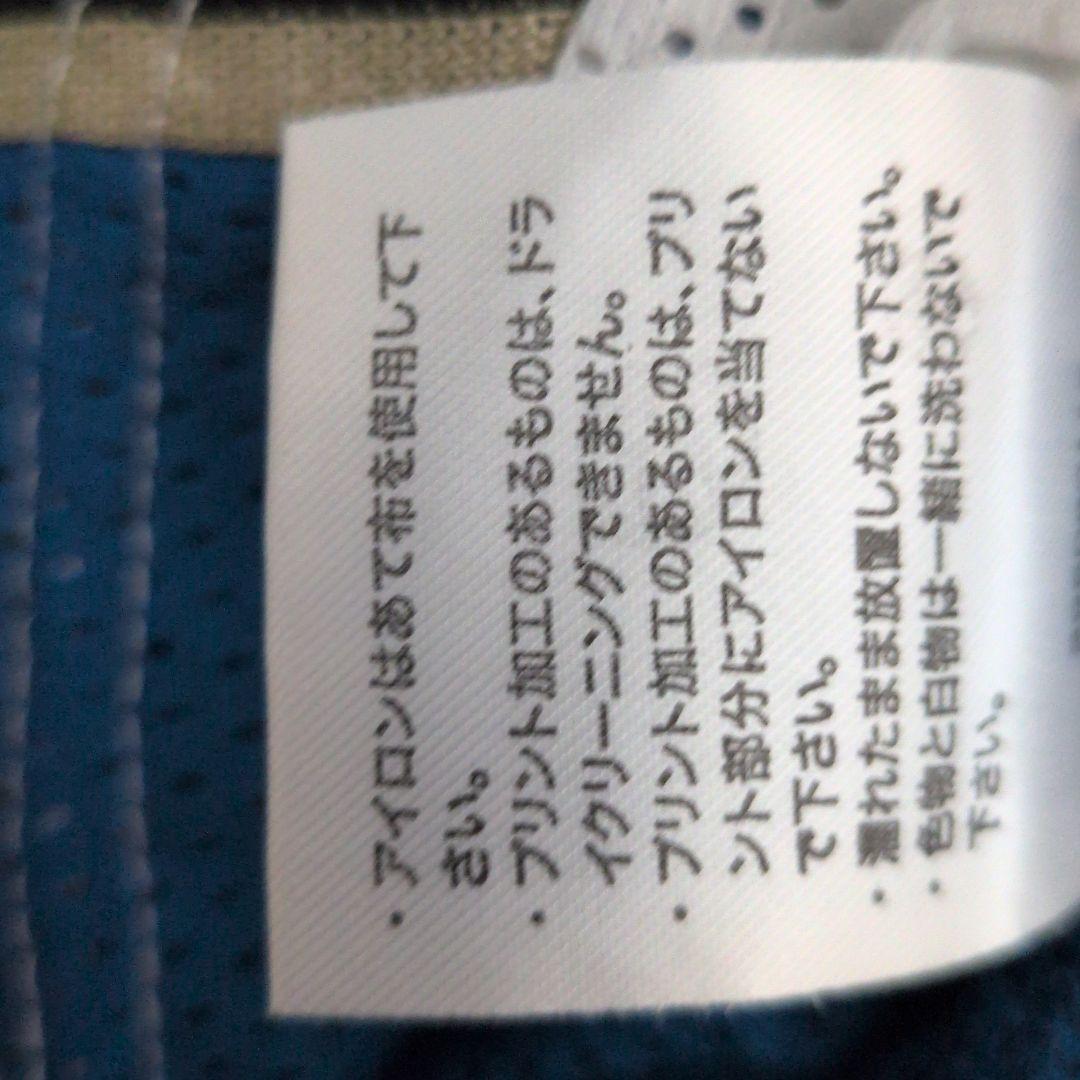 ・アイロンはあて布を使用して下
さい。
・プリント加工のあるものは、ドラ
イクリーニングできません。
・プリント加工のあるものは、プリ
ント部分にアイロンを当てない
で下さい。
・濡れたまま放置しないで下さい。
・色物と白物は一緒に洗わないで
下さい。